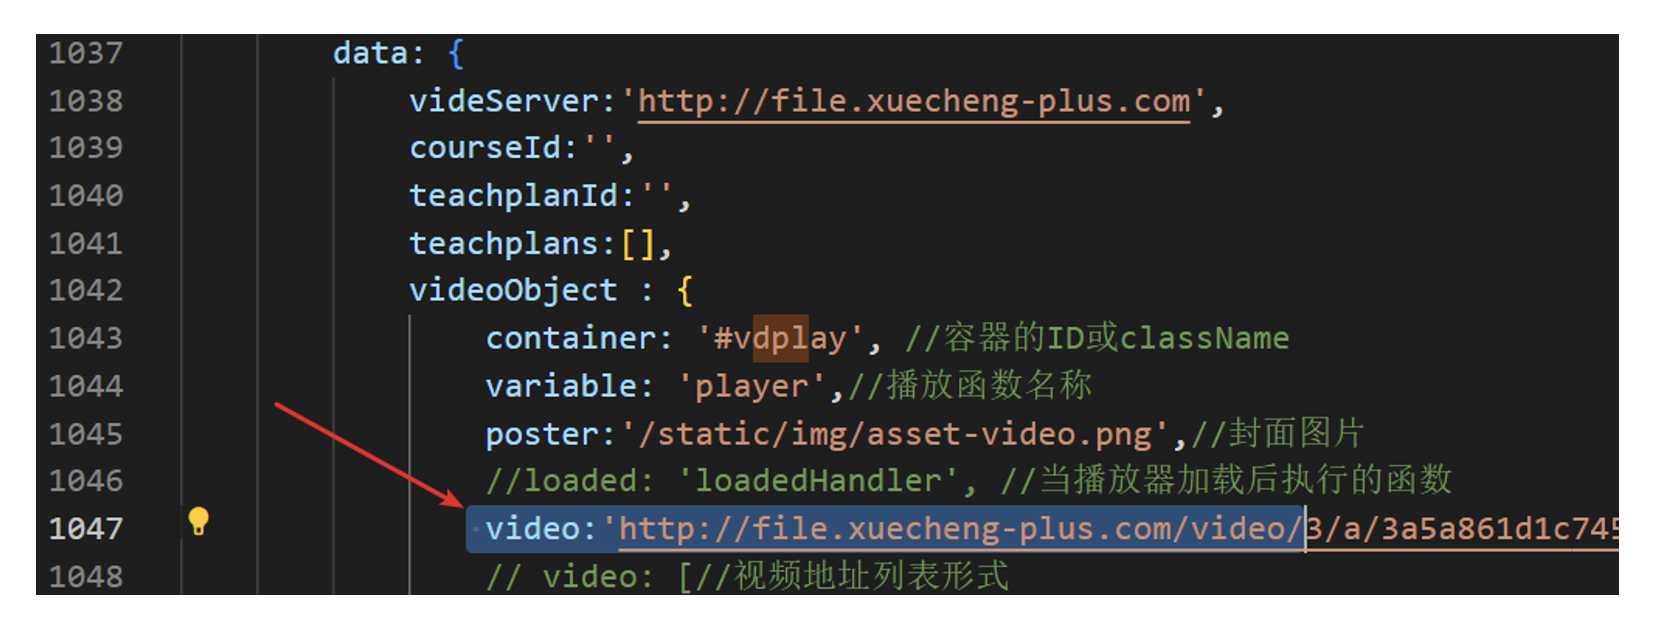 1037 data: {
1038 videServer:'http://file.xuecheng-plus.com',
1039 courseId:'',
1040 teachplanId:'',
1041 teachplans:[],
1042 videoObject : {
1043 container: '#vdplay', //容器的ID或className
1044 variable: 'player',//播放函数名称
1045 poster:'/static/img/asset-video.png',//封面图片
1046 //loaded: 'loadedHandler', //当播放器加载后执行的函数
1047 video:'http://file.xuecheng-plus.com/video/3/a/3a5a861d1c745
1048 // video: [//视频地址列表形式